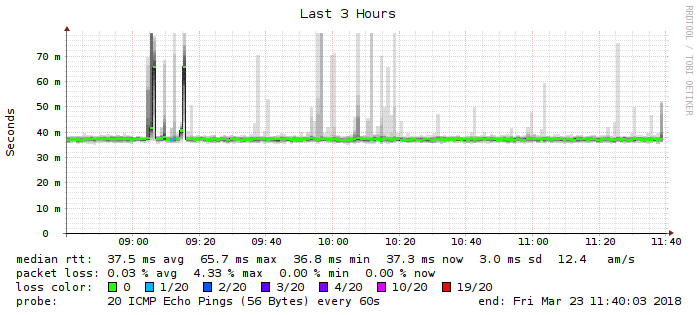 Last 3 Hours
RRDTOOL / TOBI OETIKER
Seconds
70 m
60 m
50 m
40 m
30 m
20 m
10 m
0
09:00 09:20 09:40 10:00 10:20 10:40 11:00 11:20 11:40
median rtt: 37.5 ms avg 65.7 ms max 36.8 ms min 37.3 ms now 3.0 ms sd 12.4 am/s
packet loss: 0.03 % avg 4.33 % max 0.00 % min 0.00 % now
loss color: 0 1/20 2/20 3/20 4/20 10/20 19/20
probe: 20 ICMP Echo Pings (56 Bytes) every 60s end: Fri Mar 23 11:40:03 2018